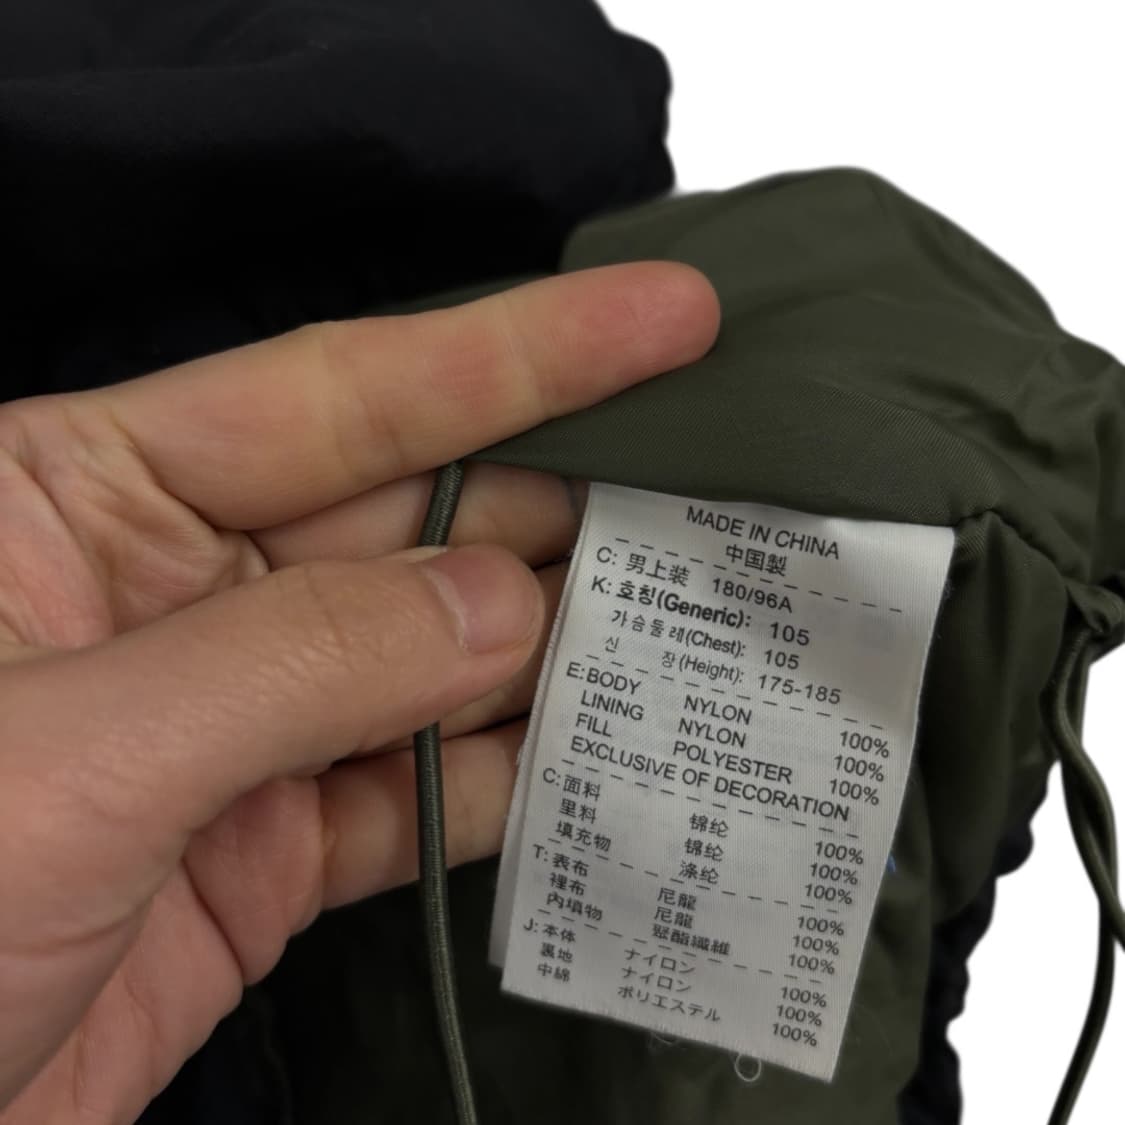 MADE IN CHINA
中国製
C: 男上装 180/96A
K: 호칭(Generic): 105
가슴둘레(Chest): 105
신 장(Height): 175-185
E:BODY NYLON 100%
LINING NYLON 100%
FILL POLYESTER 100%
EXCLUSIVE OF DECORATION
C:面料 锦纶 100%
里料 锦纶 100%
填充物 涤纶 100%
T: 表布 尼龍 100%
裡布 尼龍 100%
內填物 聚酯纖維 100%
J: 本体 ナイロン 100%
裏地 ナイロン 100%
中綿 ポリエステル 100%